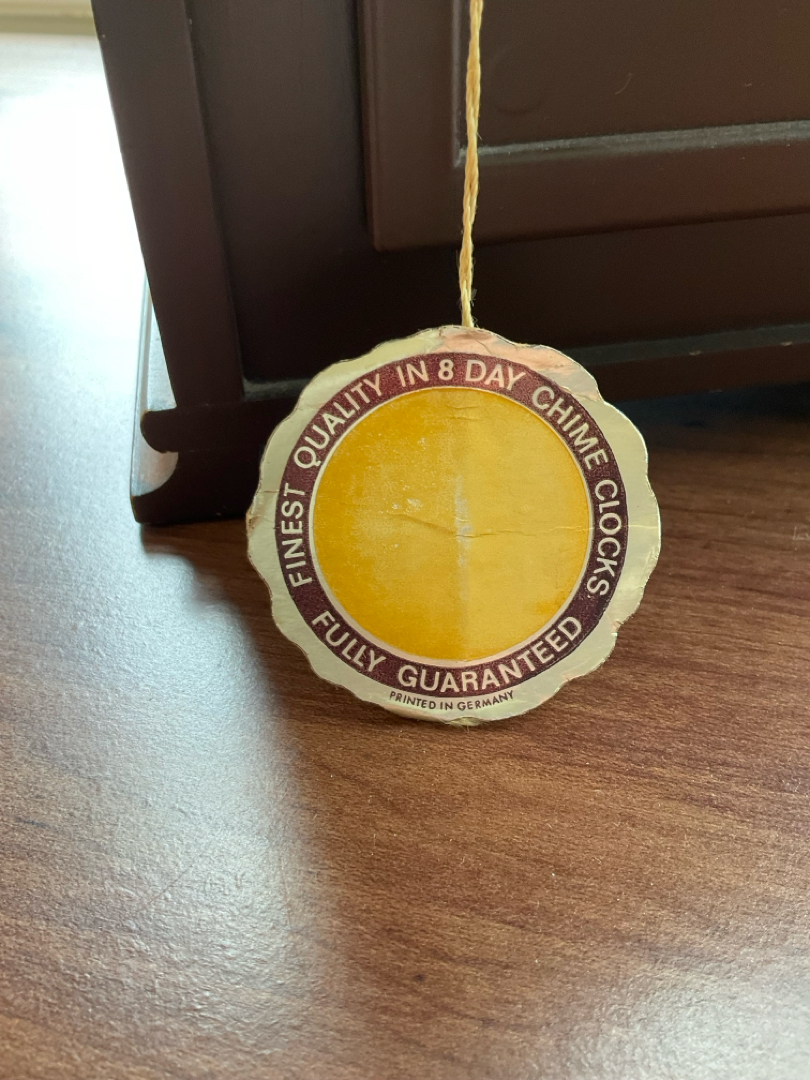 FINEST QUALITY IN 8 DAY CHIME CLOCKS
FULLY GUARANTEED
PRINTED IN GERMANY